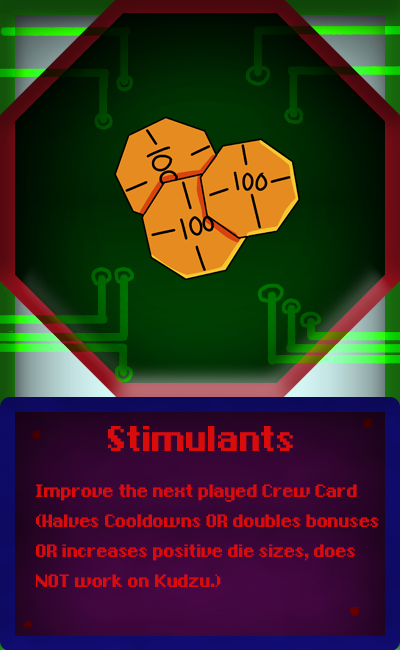 100
100
100
Stimulants
Improve the next played Crew Card
(Halves Cooldowns OR doubles bonuses
OR increases positive die sizes, does
NOT work on Kudzu.)